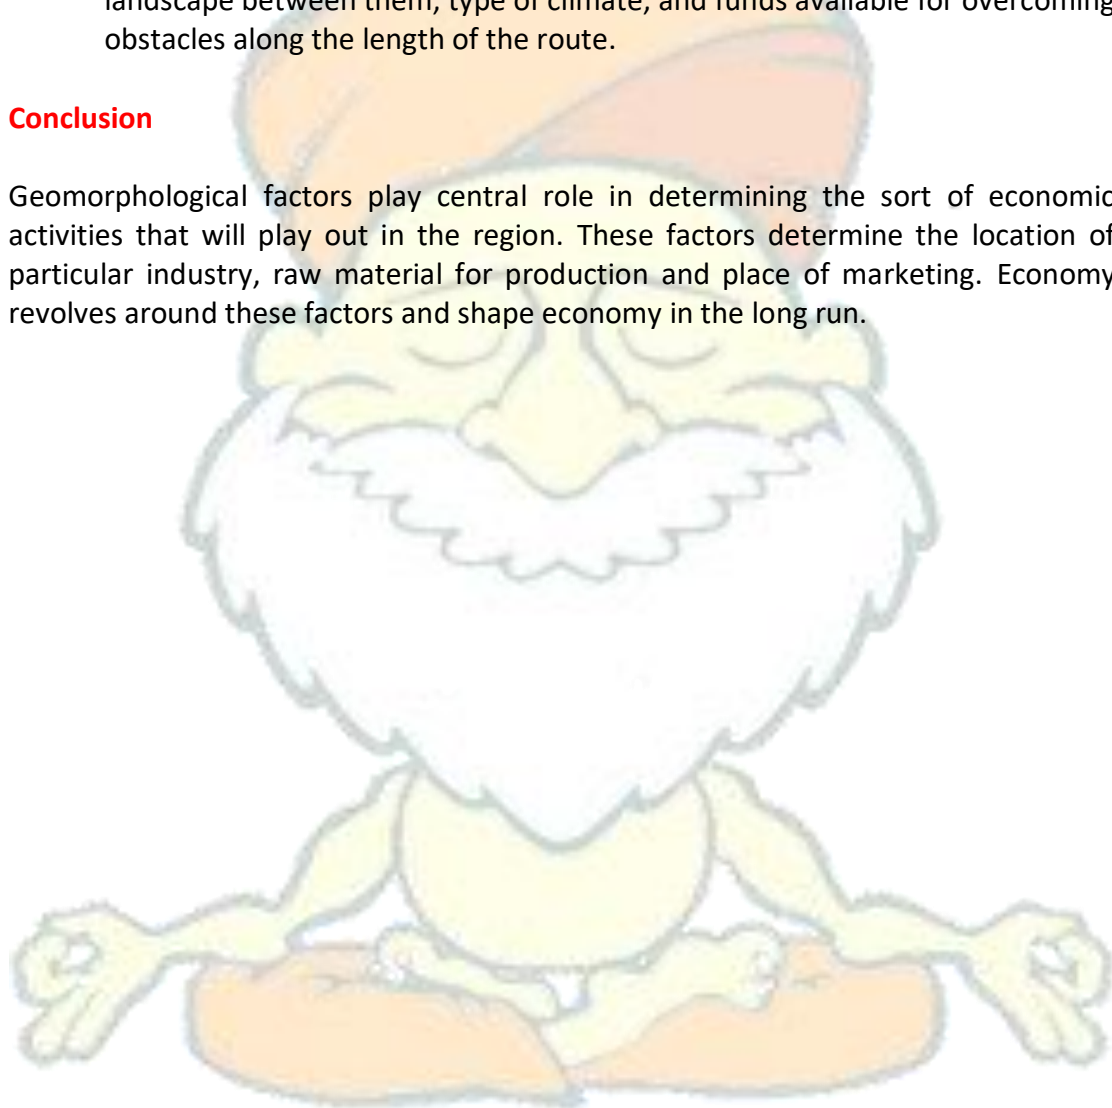 landscape between them, type of climate, and funds available for overcoming
obstacles along the length of the route.
Conclusion
Geomorphological factors play central role in determining the sort of economic
activities that will play out in the region. These factors determine the location of
particular industry, raw material for production and place of marketing. Economy
revolves around these factors and shape economy in the long run.